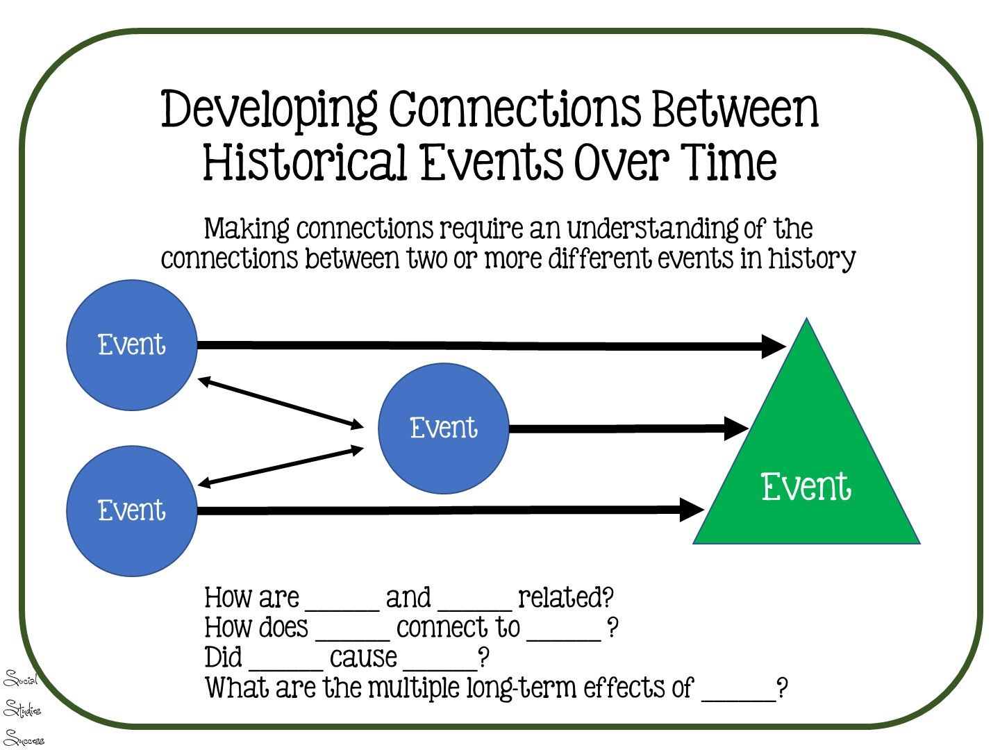 Developing Connections Between
Historical Events Over Time
Making connections require an understanding of the
connections between two or more different events in history
Event
Event
Event
Event
How are ______ and ______ related?
How does ______ connect to ______ ?
Did ______ cause ______?
What are the multiple long-term effects of ______?
Social
Studies
Success